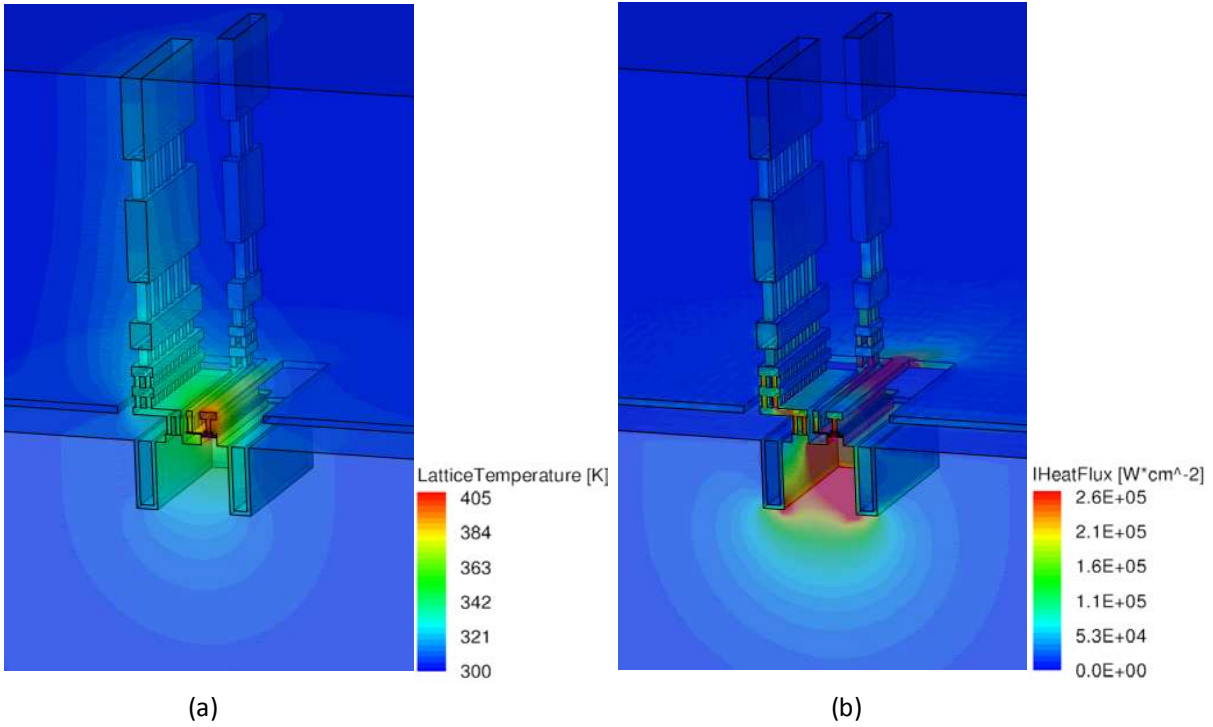 LatticeTemperature [K]
405
384
363
342
321
300
IHeatFlux [W*cm^-2]
2.6E+05
2.1E+05
1.6E+05
1.1E+05
5.3E+04
0.0E+00
(a)
(b)